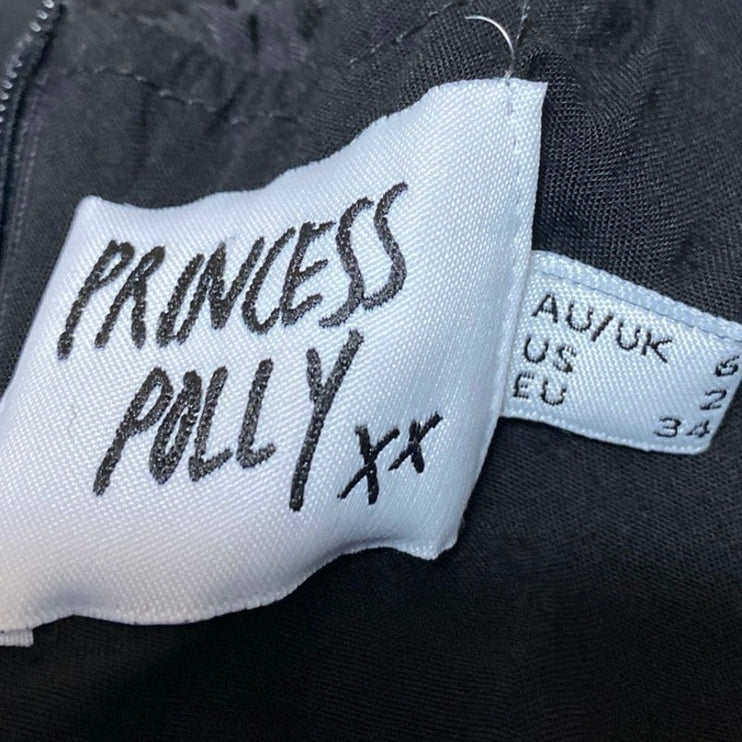 PRINCESS
POLLY xx
AU/UK 6
US 2
EU 34